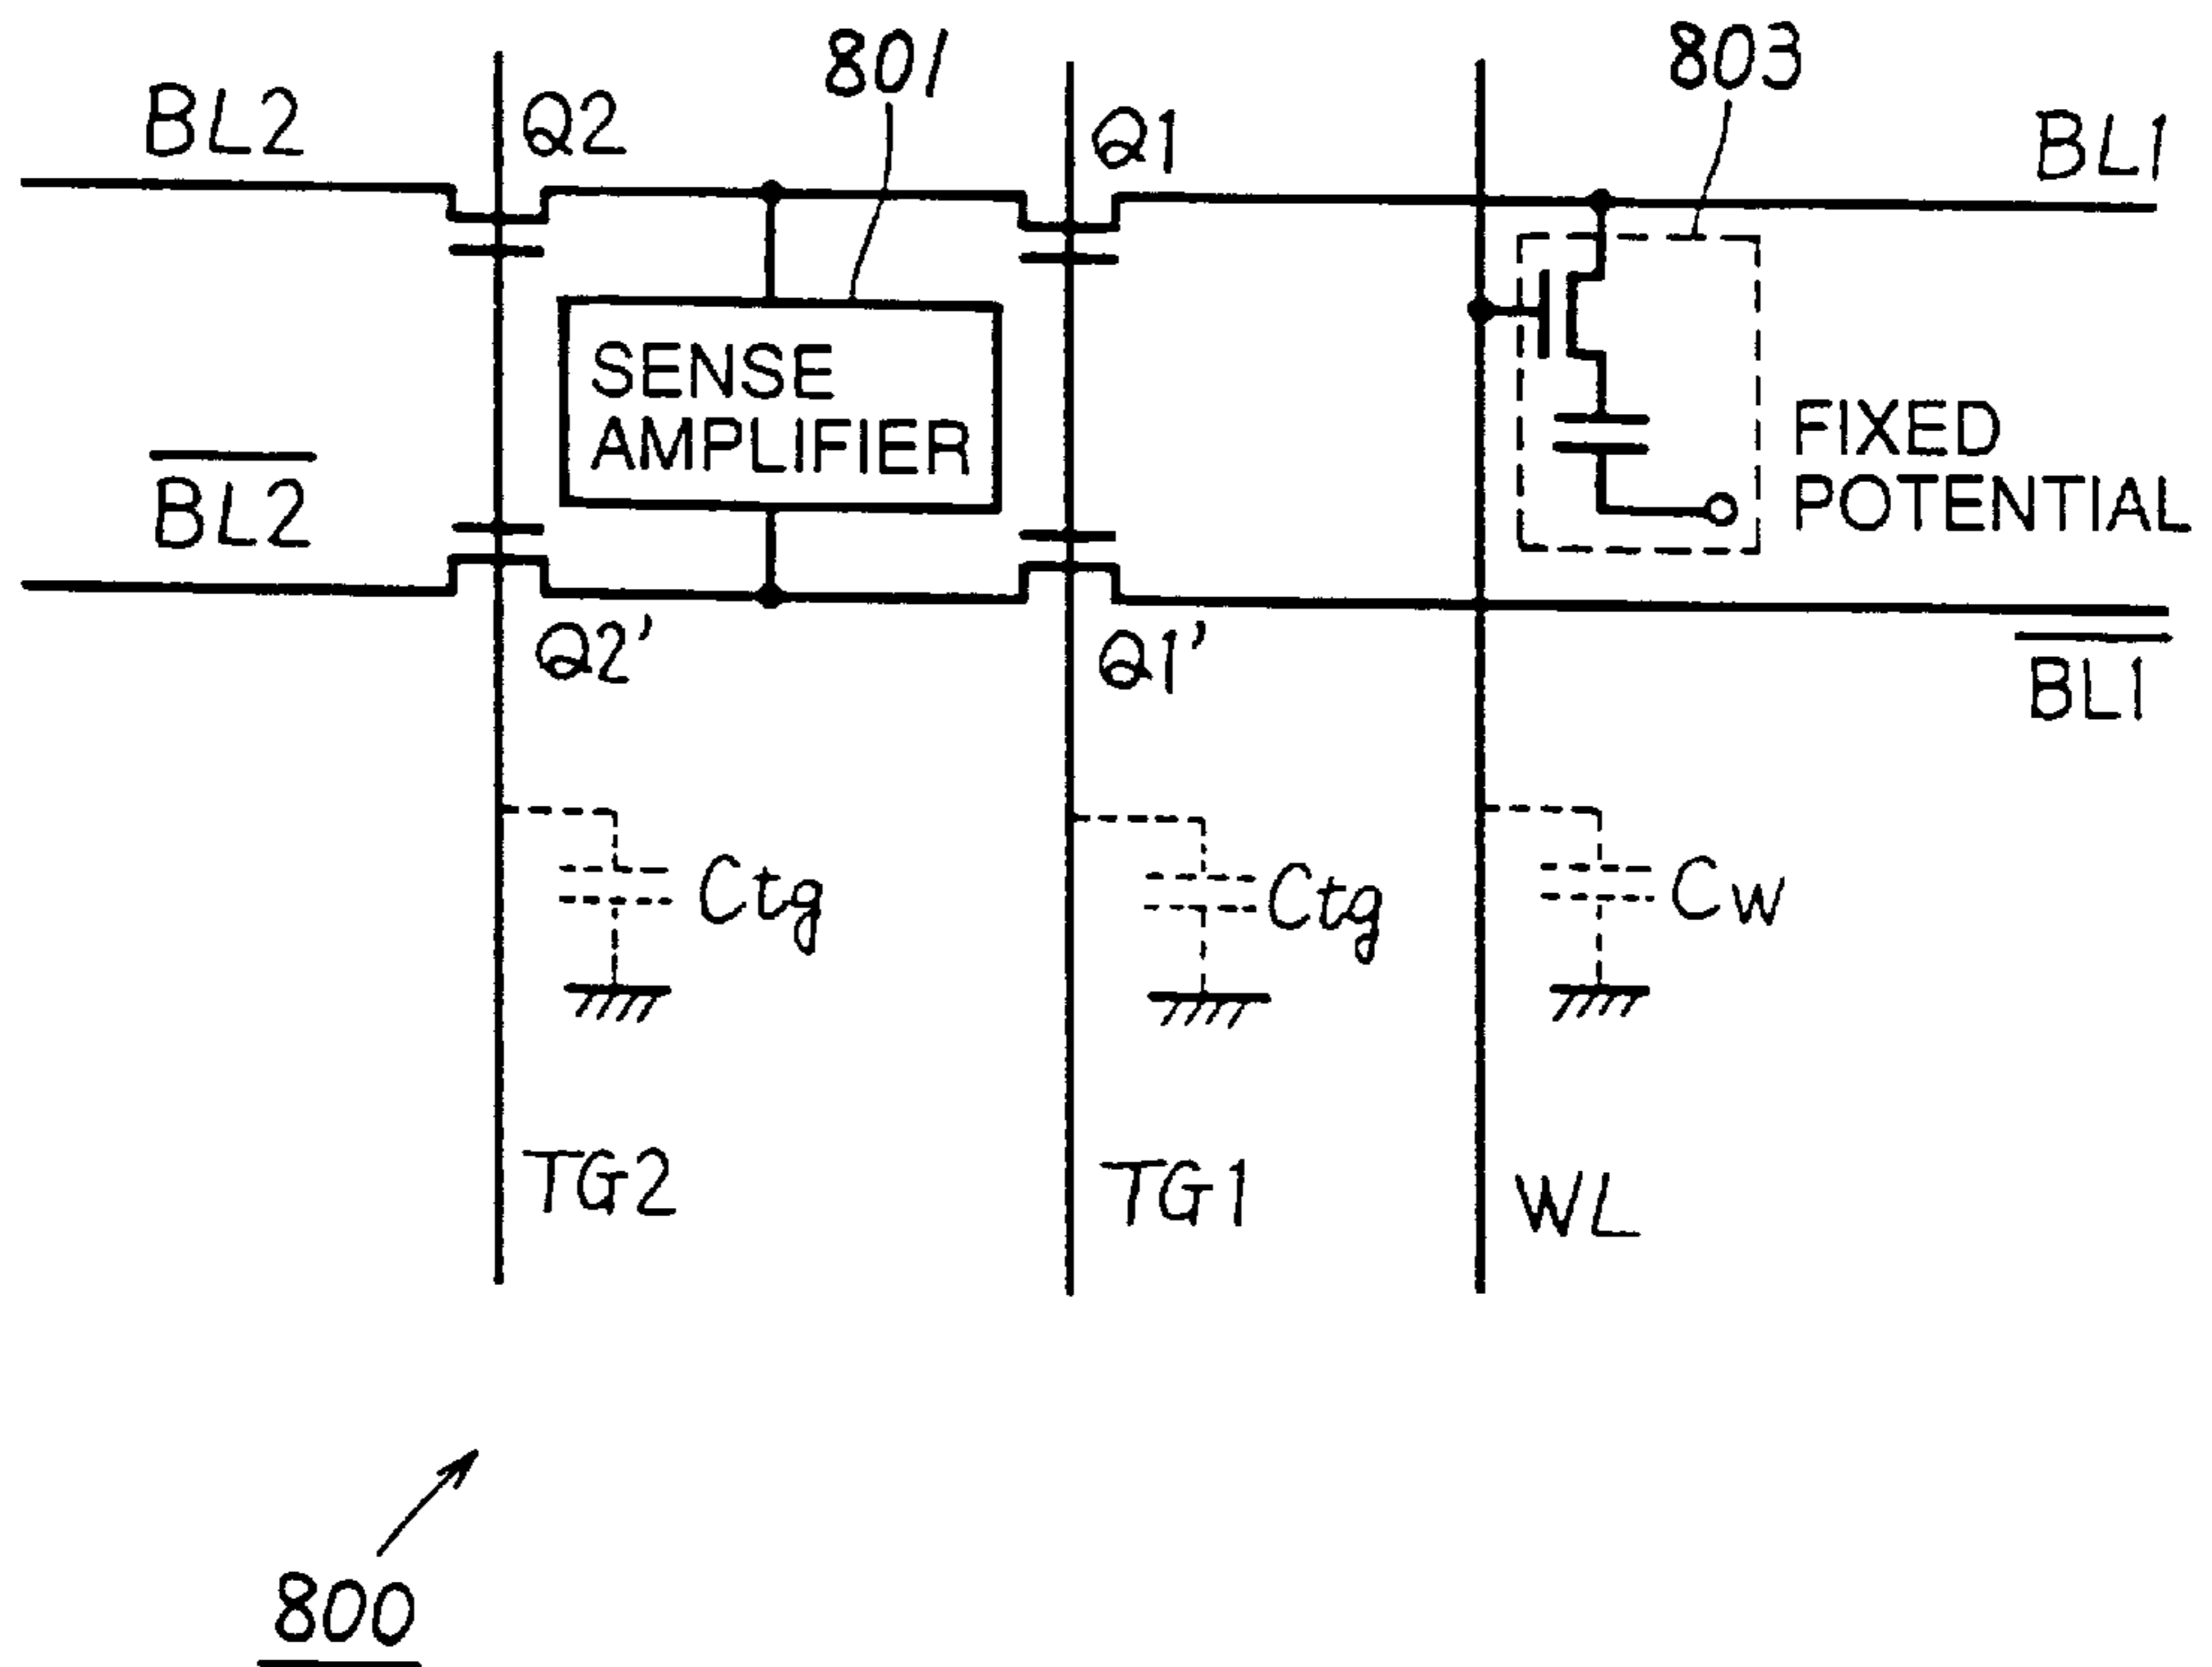 801
803
BL2
Q2
Q1
BL1
SENSE
AMPLIFIER
FIXED
POTENTIAL
BL2
Q2'
Q1'
BL1
Ctg
Ctg
Cw
TG2
TG1
WL
800